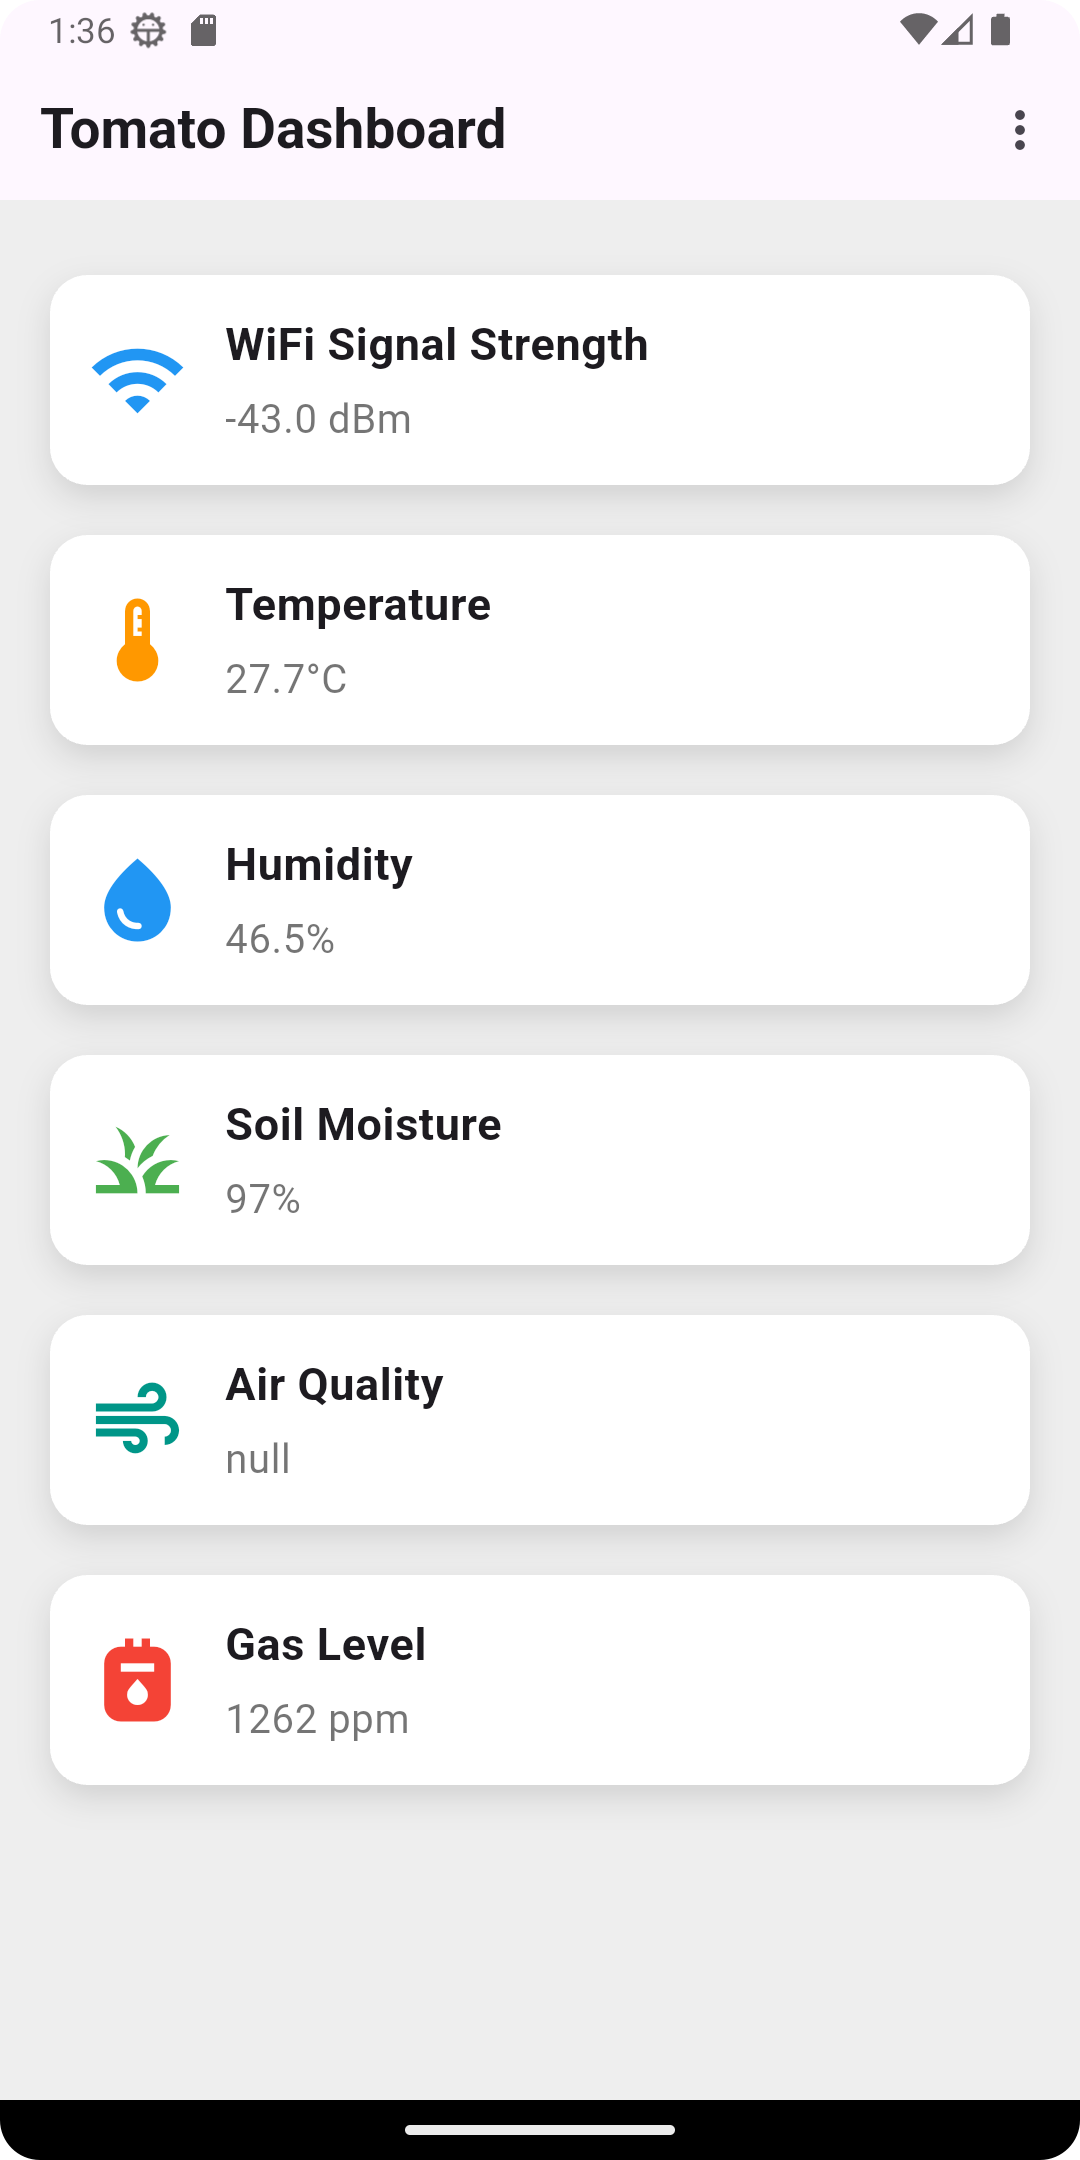 1:36
Tomato Dashboard
WiFi Signal Strength
-43.0 dBm
Temperature
27.7°C
Humidity
46.5%
Soil Moisture
97%
Air Quality
null
Gas Level
1262 ppm